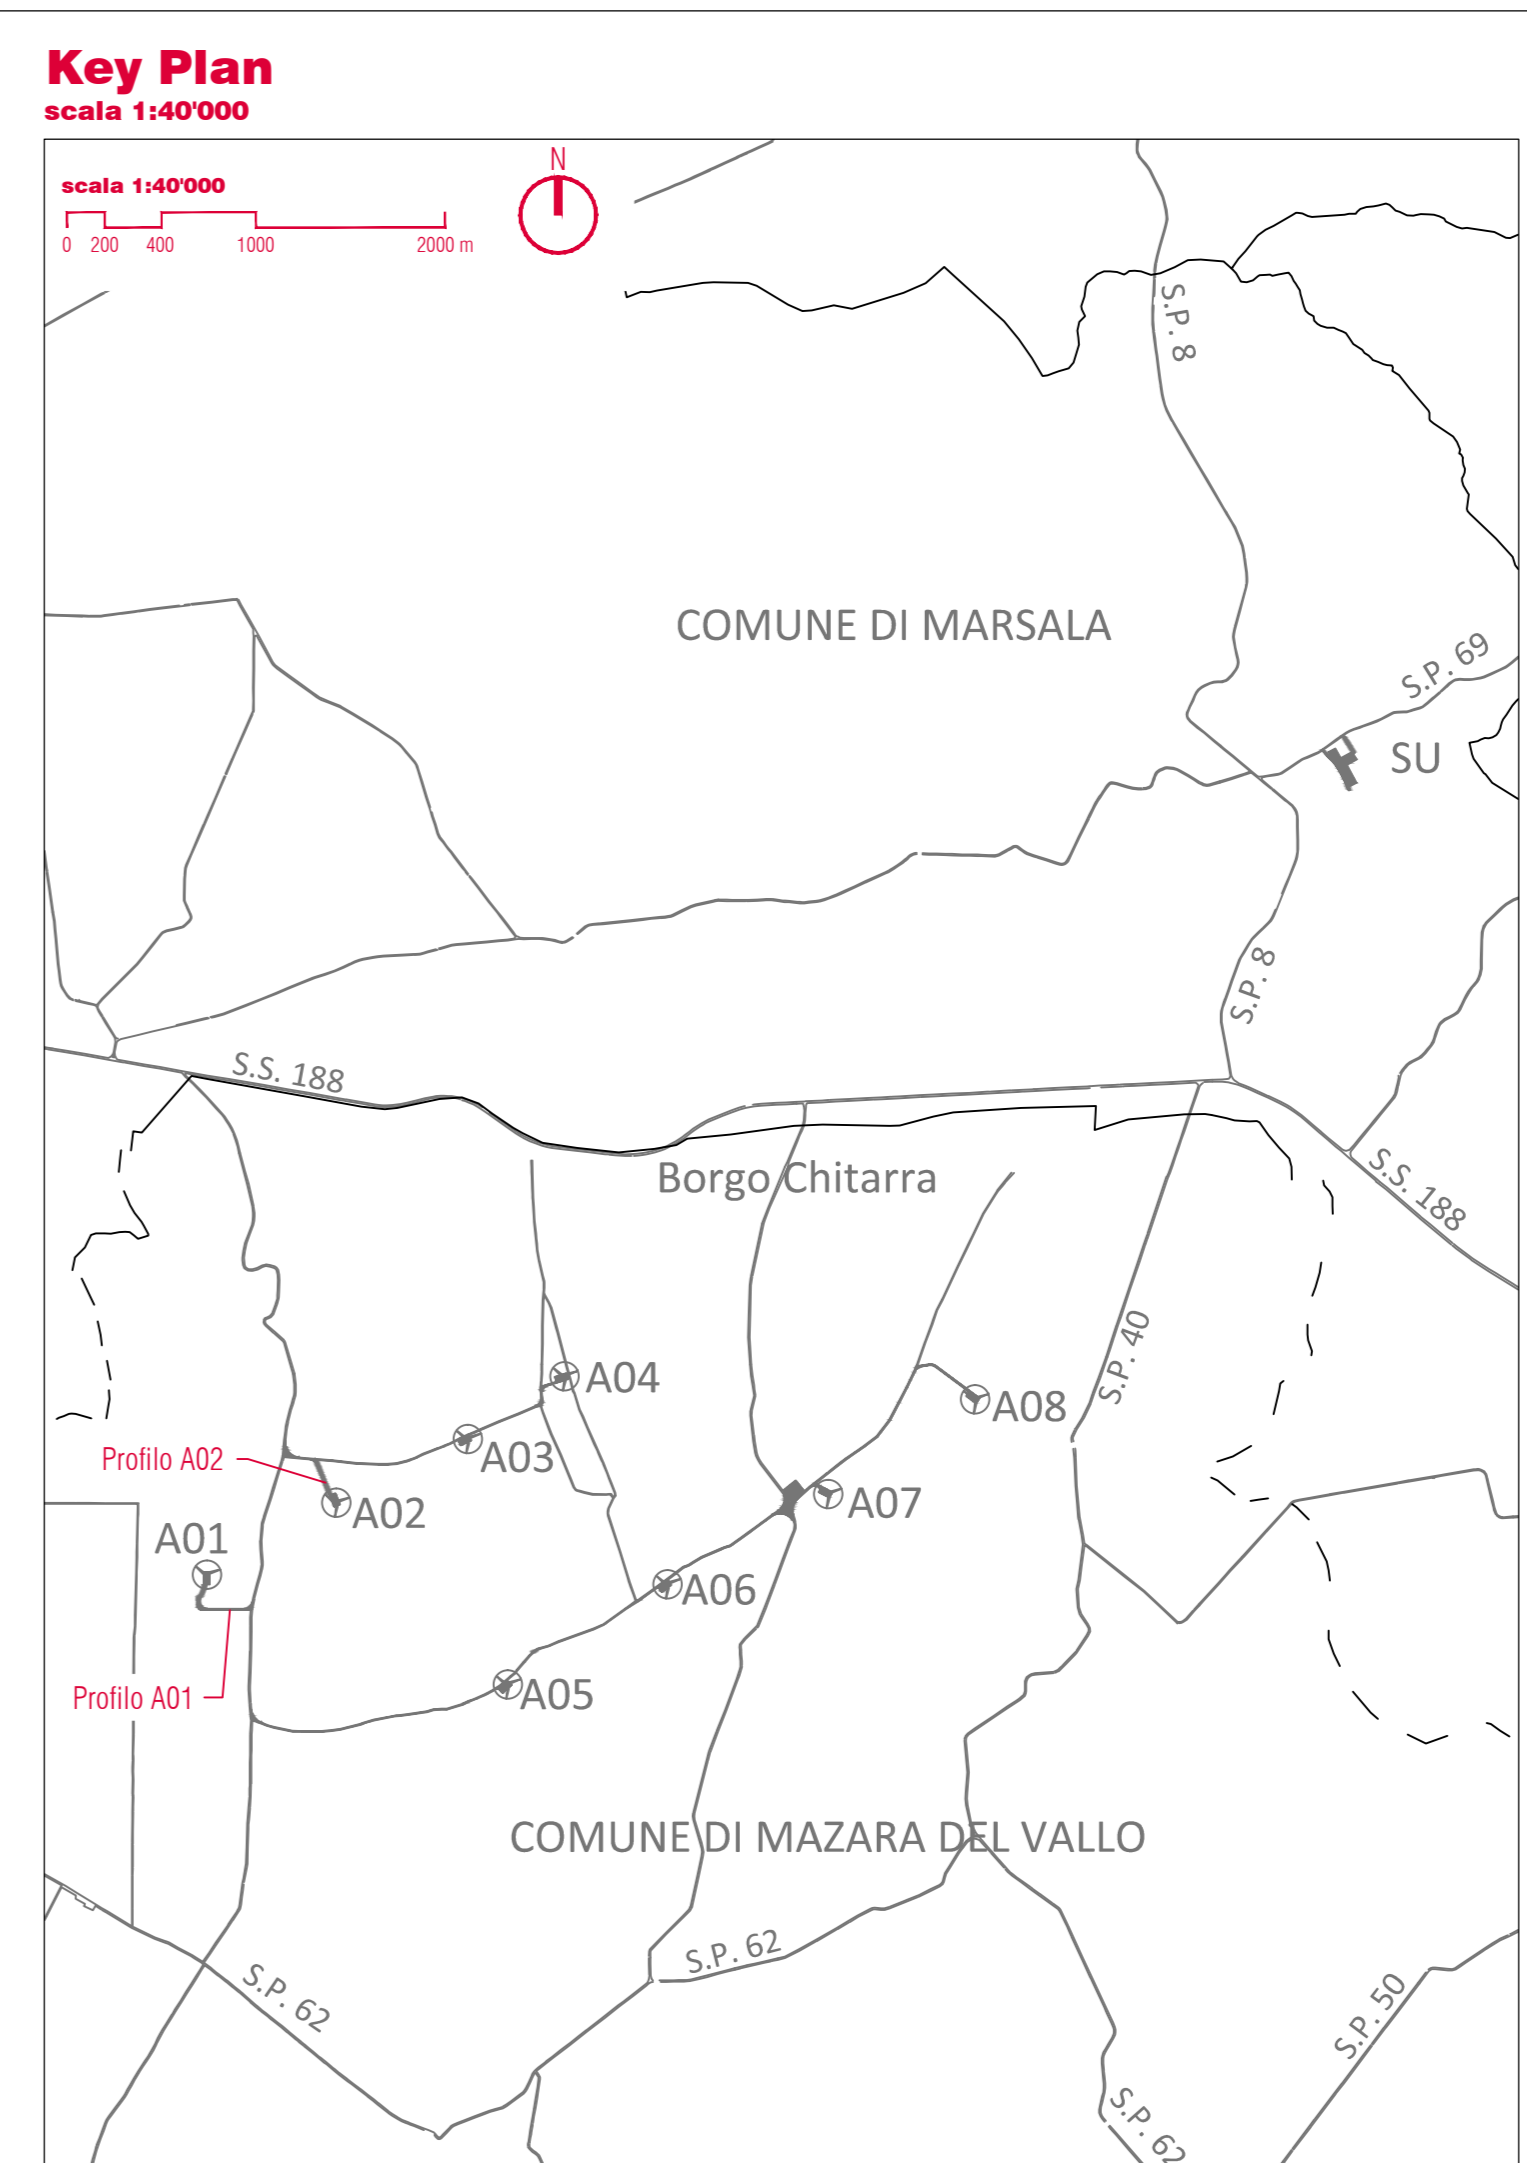 Key Plan
scala 1:40'000
scala 1:40'000
N
0 200 400 1000 2000 m
S.P. 8
COMUNE DI MARSALA
S.P. 69
SU
S.P. 8
S.S. 188
Borgo Chitarra
S.S. 188
S.P. 40
A04
A08
A03
Profilo A02
A02
A07
A01
A06
Profilo A01
A05
COMUNE DI MAZARA DEL VALLO
S.P. 62
S.P. 62
S.P. 50
S.P. 62